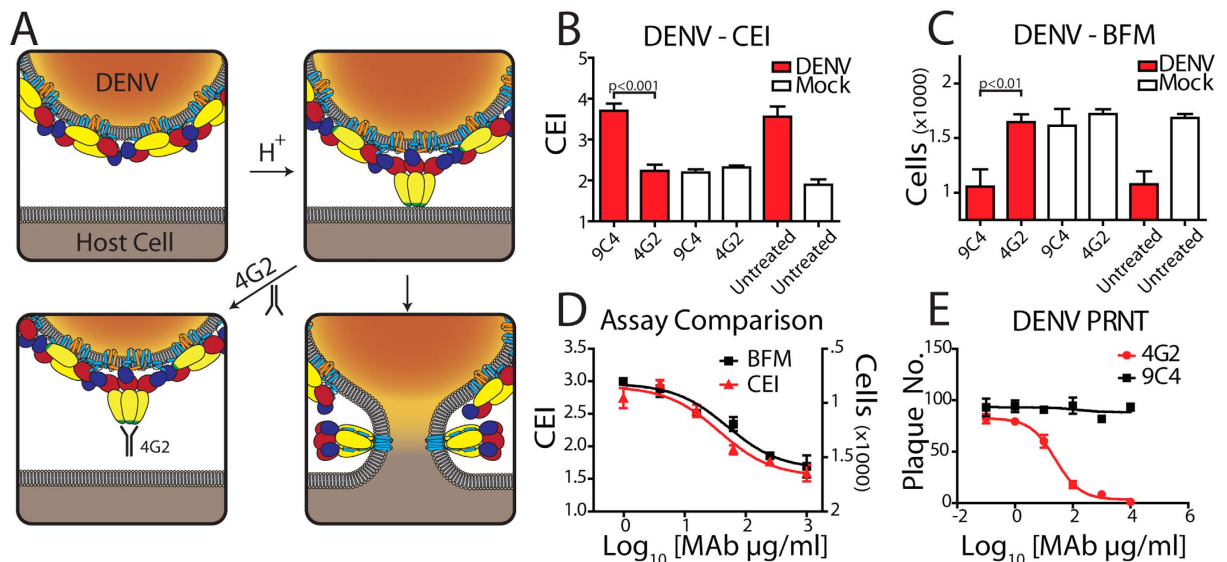 A
DENV
H+
Host Cell
4G2
4G2
B
DENV - CEI
DENV
Mock
p<0.001
CEI
5
4
3
2
1
9C4
4G2
9C4
4G2
Untreated
Untreated
C
DENV - BFM
DENV
Mock
p<0.01
Cells (x1000)
2
1.5
1
9C4
4G2
9C4
4G2
Untreated
Untreated
D
Assay Comparison
BFM
CEI
CEI
3.5
3.0
2.5
2.0
1.5
1.0
.5
1
1.5
2
Cells (x1000)
0 1 2 3
Log10 [MAb µg/ml]
E
DENV PRNT
4G2
9C4
Plaque No.
150
100
50
0
-2 0 2 4 6
Log10 [MAb µg/ml]